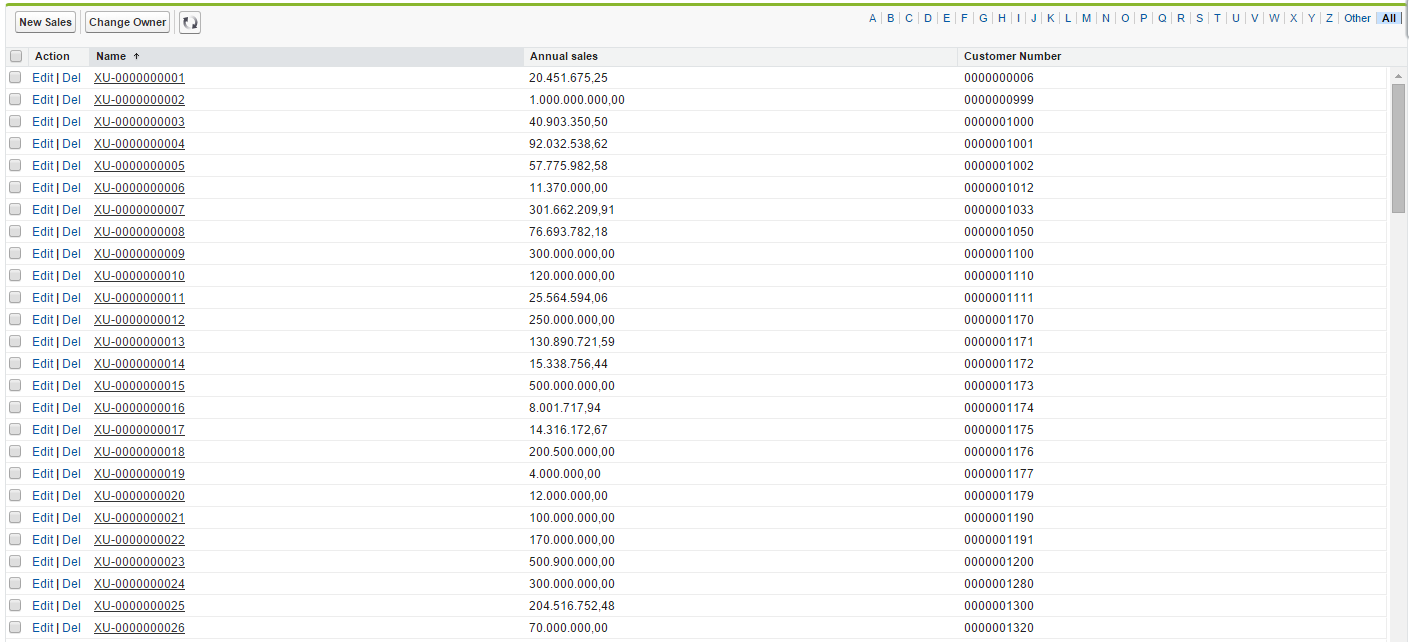 New Sales Change Owner A | B | C | D | E | F | G | H | I | J | K | L | M | N | O | P | Q | R | S | T | U | V | W | X | Y | Z | Other | All
Action Name ↑ Annual sales Customer Number
Edit | Del XU-0000000001 20.451.675,25 0000000006
Edit | Del XU-0000000002 1.000.000.000,00 0000000999
Edit | Del XU-0000000003 40.903.350,50 0000001000
Edit | Del XU-0000000004 92.032.538,62 0000001001
Edit | Del XU-0000000005 57.775.982,58 0000001002
Edit | Del XU-0000000006 11.370.000,00 0000001012
Edit | Del XU-0000000007 301.662.209,91 0000001033
Edit | Del XU-0000000008 76.693.782,18 0000001050
Edit | Del XU-0000000009 300.000.000,00 0000001100
Edit | Del XU-0000000010 120.000.000,00 0000001110
Edit | Del XU-0000000011 25.564.594,06 0000001111
Edit | Del XU-0000000012 250.000.000,00 0000001170
Edit | Del XU-0000000013 130.890.721,59 0000001171
Edit | Del XU-0000000014 15.338.756,44 0000001172
Edit | Del XU-0000000015 500.000.000,00 0000001173
Edit | Del XU-0000000016 8.001.717,94 0000001174
Edit | Del XU-0000000017 14.316.172,67 0000001175
Edit | Del XU-0000000018 200.500.000,00 0000001176
Edit | Del XU-0000000019 4.000.000,00 0000001177
Edit | Del XU-0000000020 12.000.000,00 0000001179
Edit | Del XU-0000000021 100.000.000,00 0000001190
Edit | Del XU-0000000022 170.000.000,00 0000001191
Edit | Del XU-0000000023 500.900.000,00 0000001200
Edit | Del XU-0000000024 300.000.000,00 0000001280
Edit | Del XU-0000000025 204.516.752,48 0000001300
Edit | Del XU-0000000026 70.000.000,00 0000001320